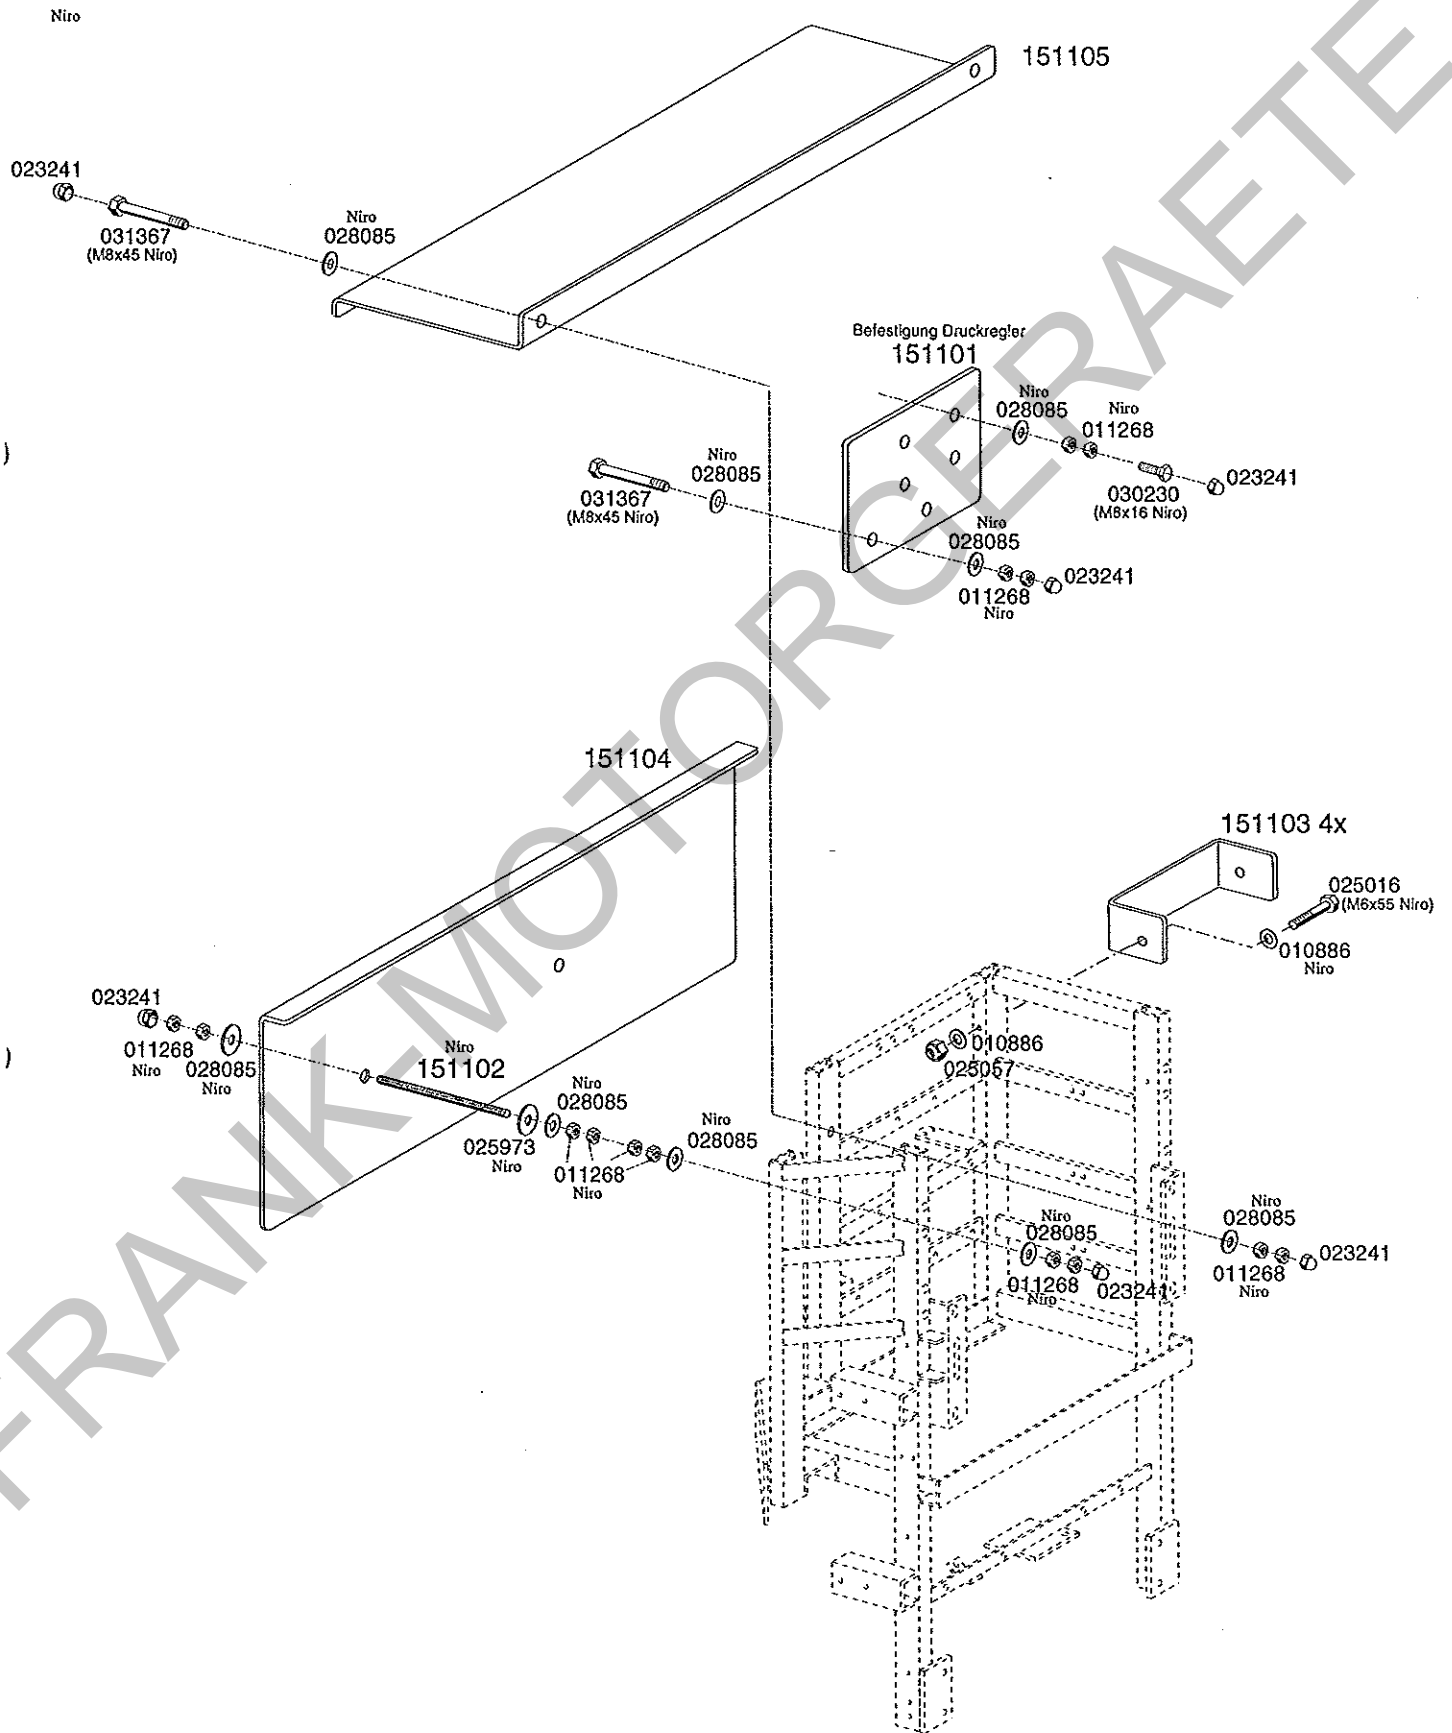 Niro
151105
023241
031367
(M8x45 Niro)
Niro
028085
Befestigung Druckregler
151101
Niro
028085
Niro
011268
030230
(M8x16 Niro)
023241
031367
(M8x45 Niro)
Niro
028085
Niro
028085
011268
Niro
023241
151104
151103 4x
025016
(M6x55 Niro)
010886
Niro
023241
011268
Niro
028085
Niro
Niro
151102
010886
025057
025973
Niro
Niro
028085
011268
Niro
Niro
028085
Niro
028085
011268
Niro
023241
Niro
028085
011268
Niro
023241
FRANK-MOTORGERAETE